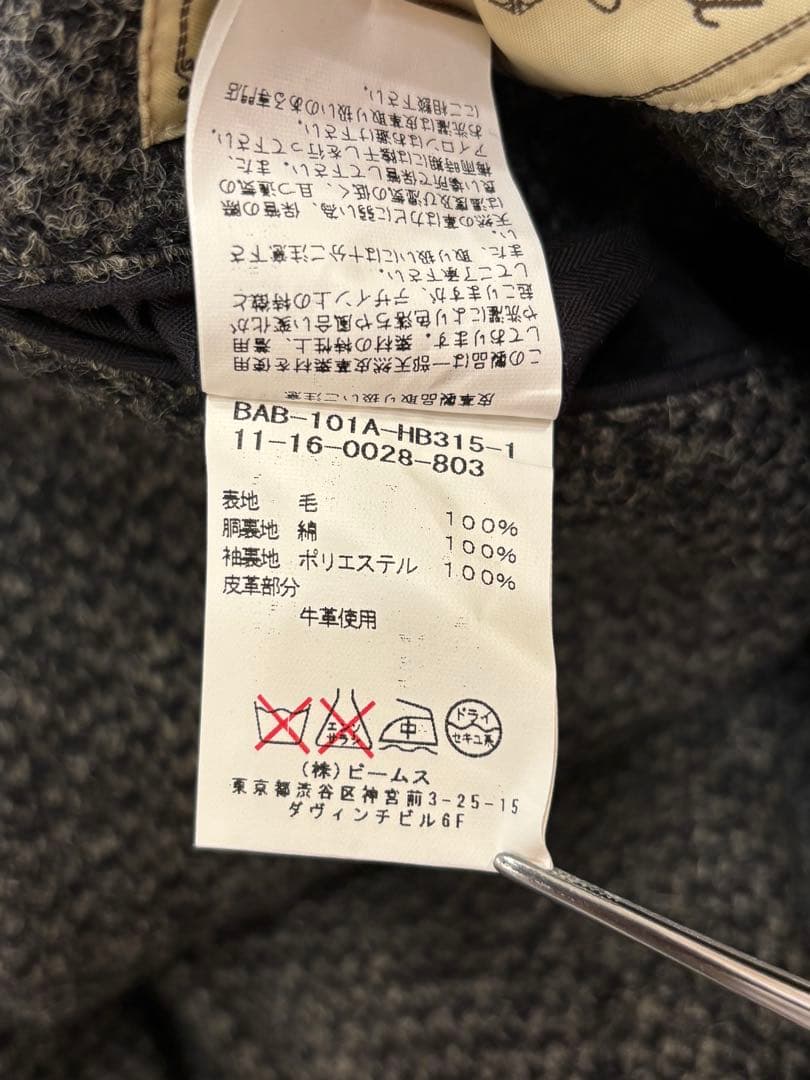 皮革製品取り扱いご注意
この製品は一部天然皮革素材を使用
しております。素材の特性上、着用
や洗濯により色落ちや風合い変化が
起こりますが、デザイン上の特徴と
してご了承下さい。
また、取り扱いには十分ご注意下さ
い。
天然の革はカビに弱い為、保管の際
は温度及び湿気の低く、且つ通気の
良い場所で保管して下さい。また、
梅雨時期には陰干しを行って下さい。
アイロンはお避け下さい。
お洗濯は皮革取り扱いのある専門店
にご相談下さい。
BAB-101A-HB315-1
11-16-0028-803
表地 毛 100%
胴裏地 綿 100%
袖裏地 ポリエステル 100%
皮革部分
牛革使用
エンソ
サラシ
中
ドライ
セキユ系
(株)ビームス
東京都渋谷区神宮前3-25-15
ダヴィンチビル6F